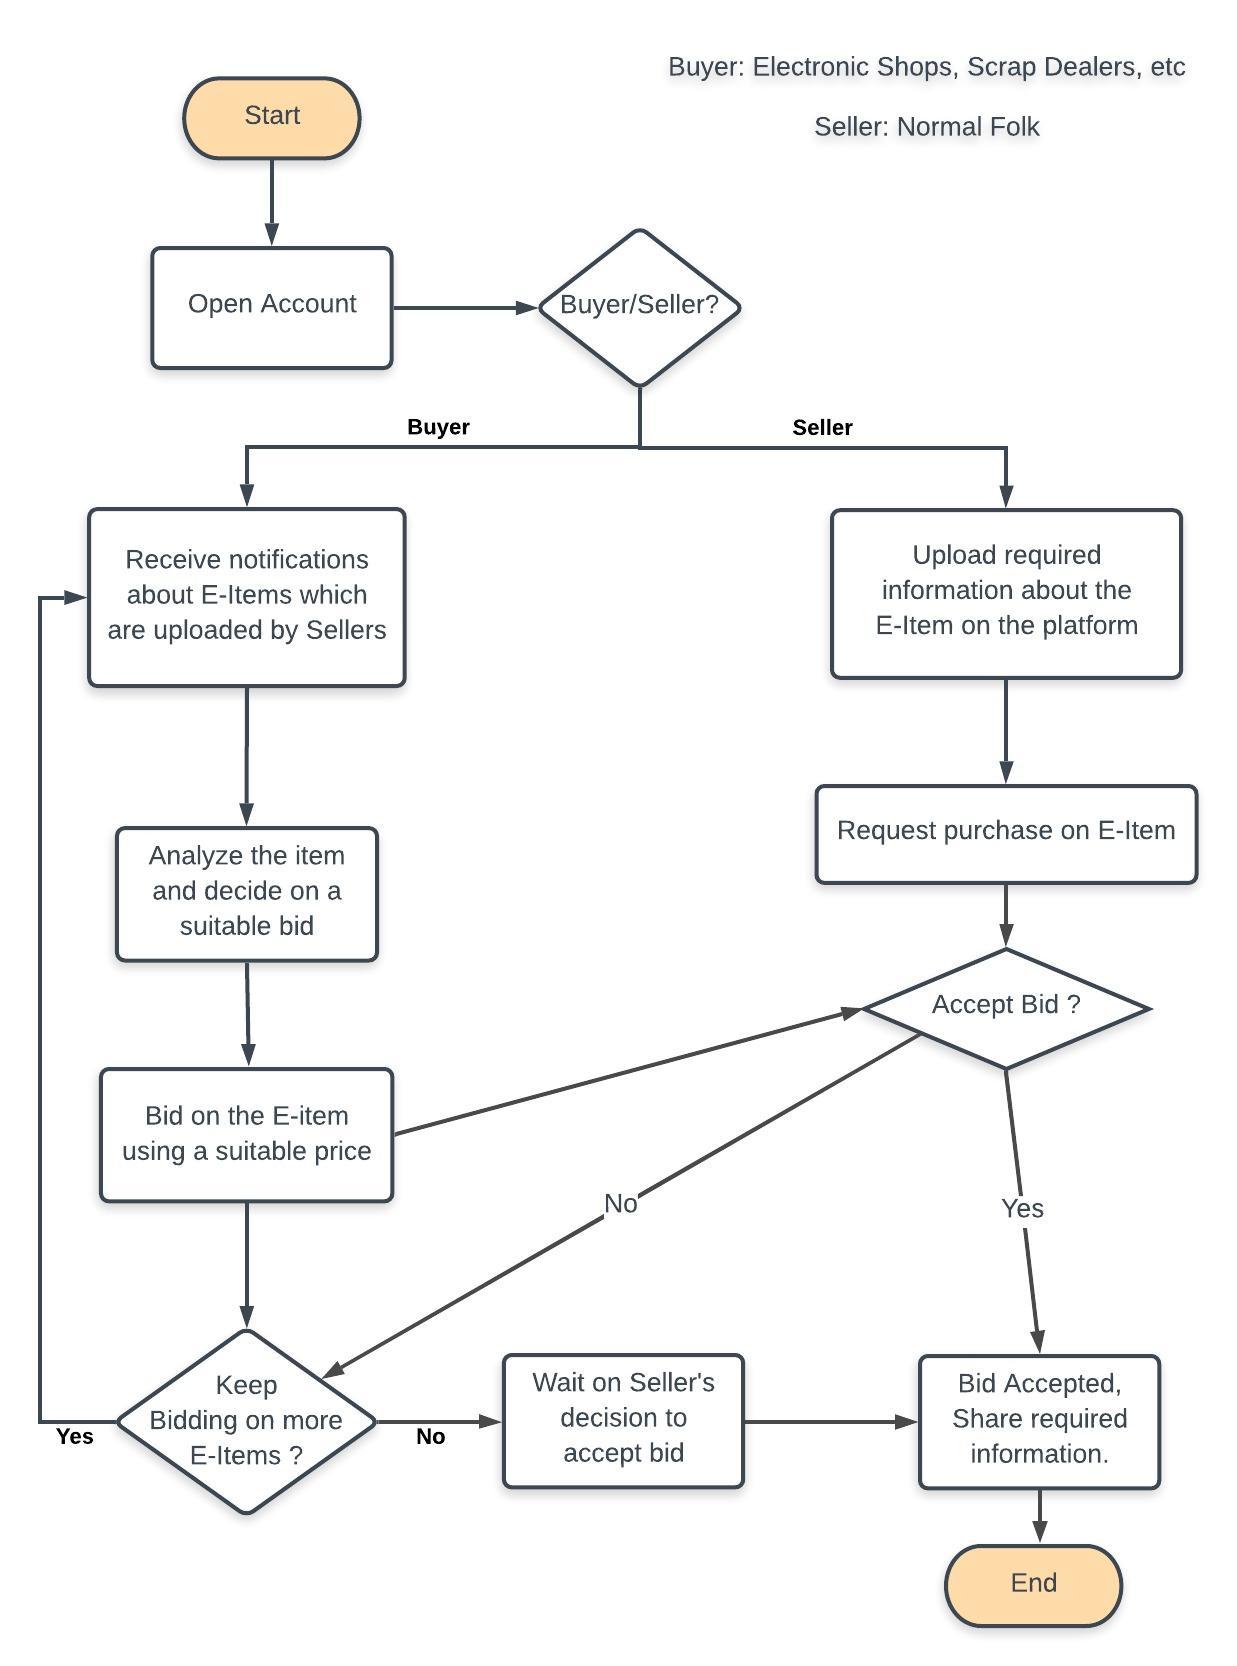 Buyer: Electronic Shops, Scrap Dealers, etc
Seller: Normal Folk
Start
Open Account
Buyer/Seller?
Buyer
Seller
Receive notifications
about E-Items which
are uploaded by Sellers
Upload required
information about the
E-Item on the platform
Analyze the item
and decide on a
suitable bid
Request purchase on E-Item
Accept Bid ?
Bid on the E-item
using a suitable price
No
Yes
Keep
Bidding on more
E-Items ?
Yes
No
Wait on Seller's
decision to
accept bid
Bid Accepted,
Share required
information.
End